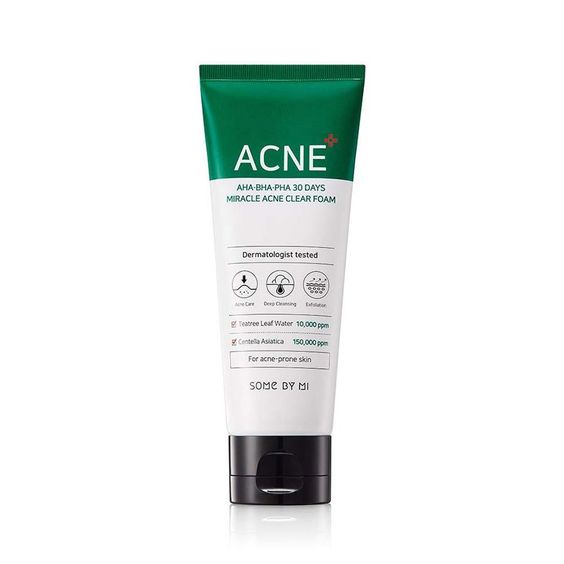 ACNE+
AHA·BHA·PHA 30 DAYS
MIRACLE ACNE CLEAR FOAM
Dermatologist tested
Acne Care Deep Cleansing Exfoliation
Teatree Leaf Water 10,000 ppm
Centella Asiatica 150,000 ppm
For acne-prone skin
SOMe BY MI